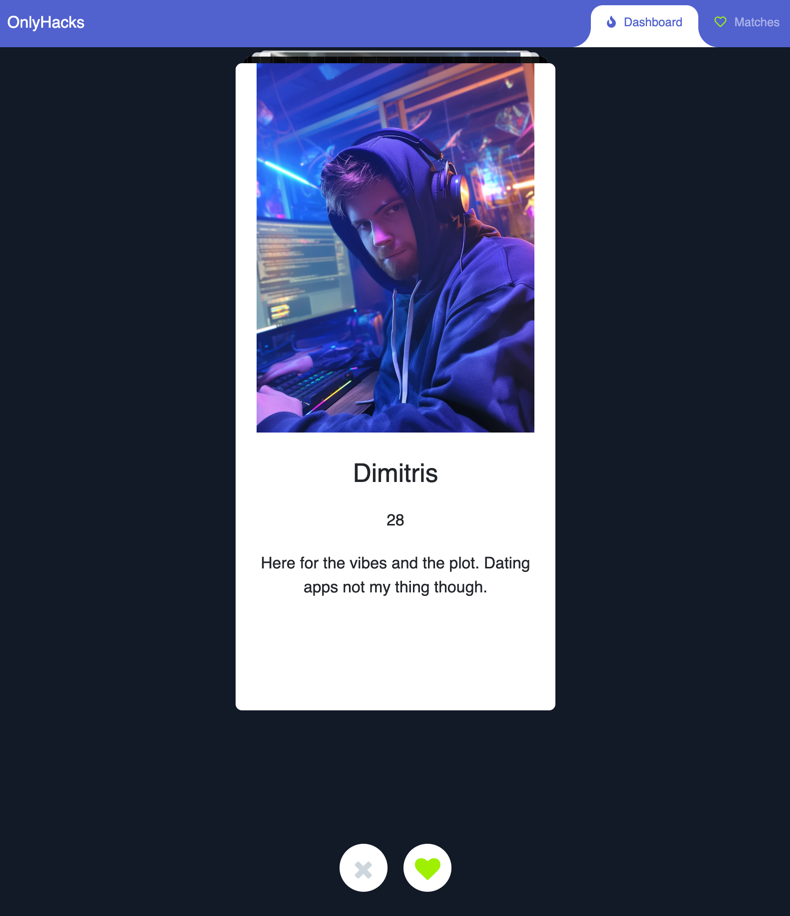 OnlyHacks
Dashboard
Matches
Dimitris
28
Here for the vibes and the plot. Dating
apps not my thing though.